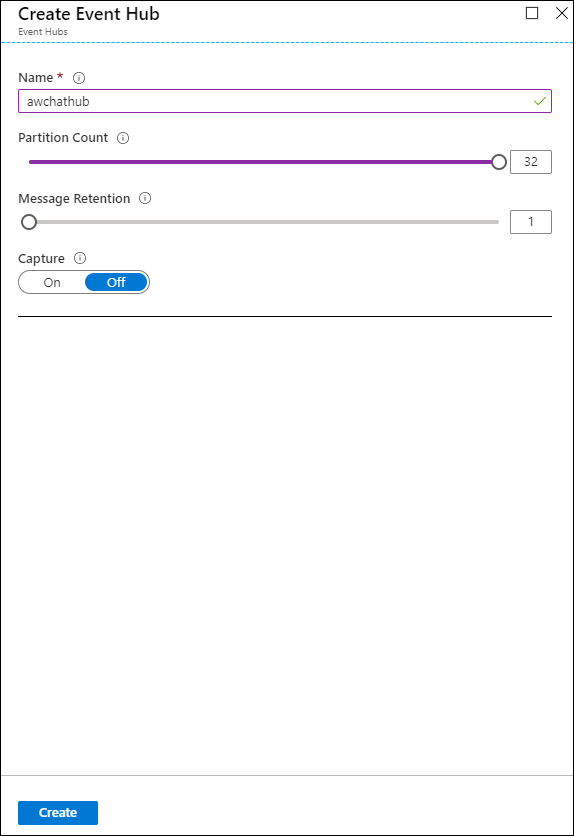 Create Event Hub
Event Hubs
Name *
awchathub
Partition Count
32
Message Retention
1
Capture
On Off
Create